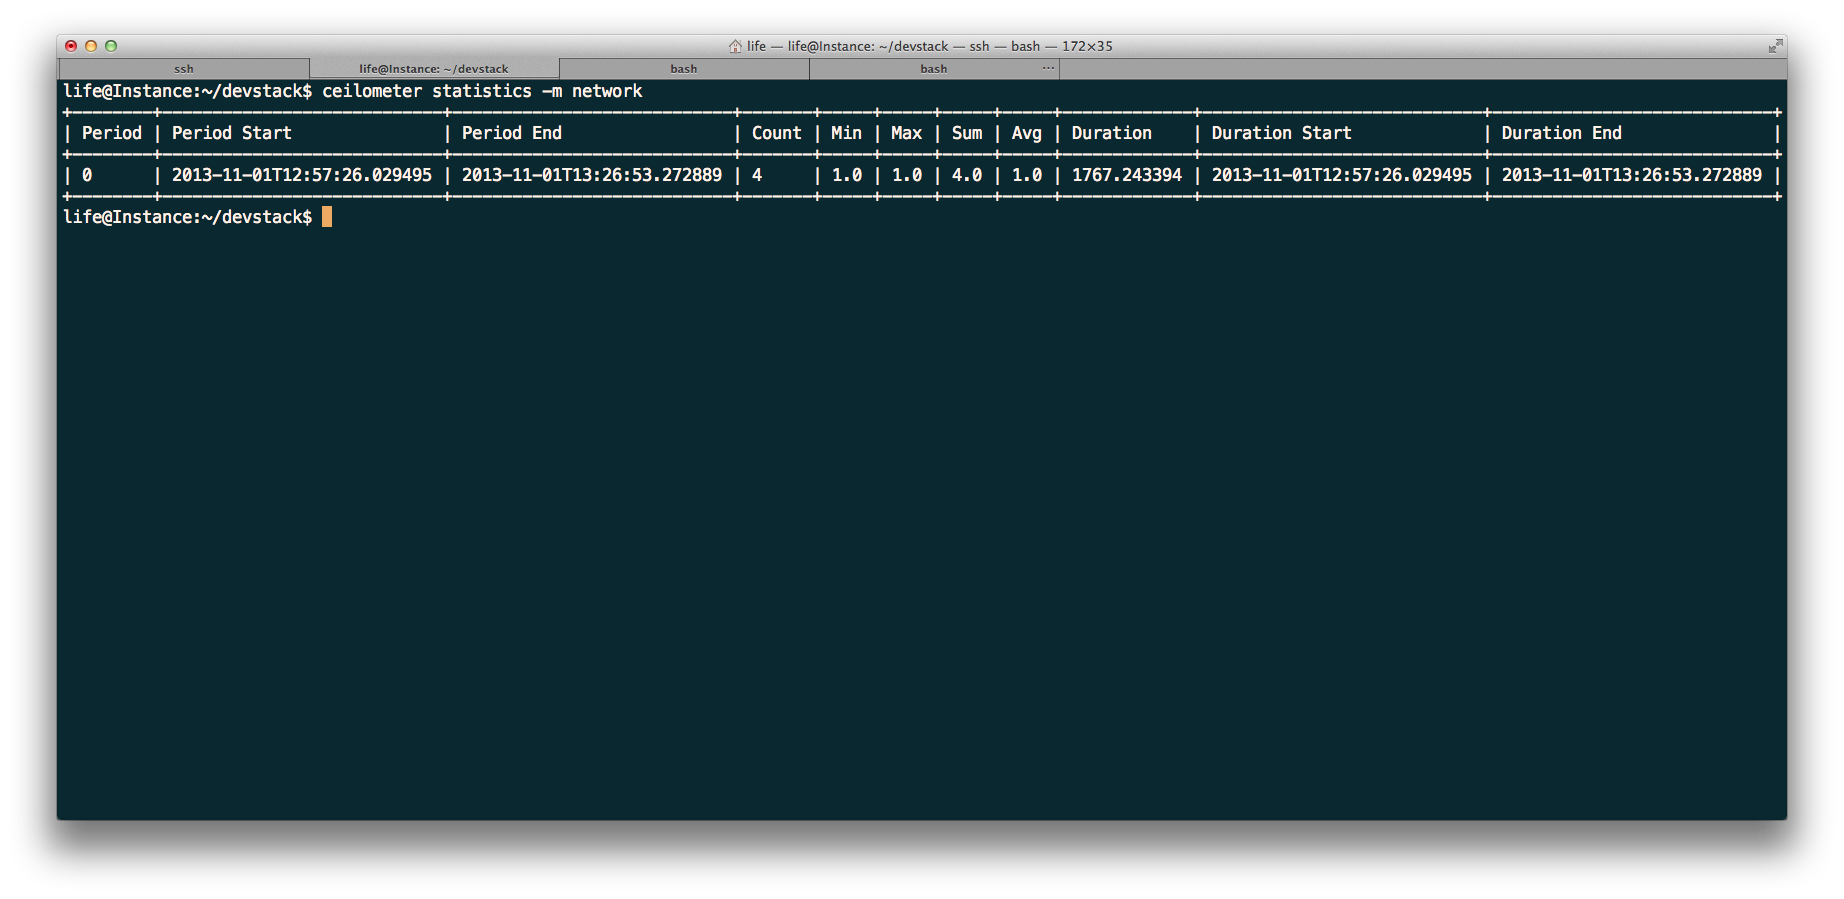 life — life@Instance: ~/devstack — ssh — bash — 172×35
ssh life@Instance: ~/devstack bash bash ...
life@Instance:~/devstack$ ceilometer statistics -m network
+--------+----------------------------+----------------------------+-------+-----+-----+-----+-----+-------------+----------------------------+----------------------------+
| Period | Period Start               | Period End                 | Count | Min | Max | Sum | Avg | Duration    | Duration Start             | Duration End               |
+--------+----------------------------+----------------------------+-------+-----+-----+-----+-----+-------------+----------------------------+----------------------------+
| 0      | 2013-11-01T12:57:26.029495 | 2013-11-01T13:26:53.272889 | 4     | 1.0 | 1.0 | 4.0 | 1.0 | 1767.243394 | 2013-11-01T12:57:26.029495 | 2013-11-01T13:26:53.272889 |
+--------+----------------------------+----------------------------+-------+-----+-----+-----+-----+-------------+----------------------------+----------------------------+
life@Instance:~/devstack$